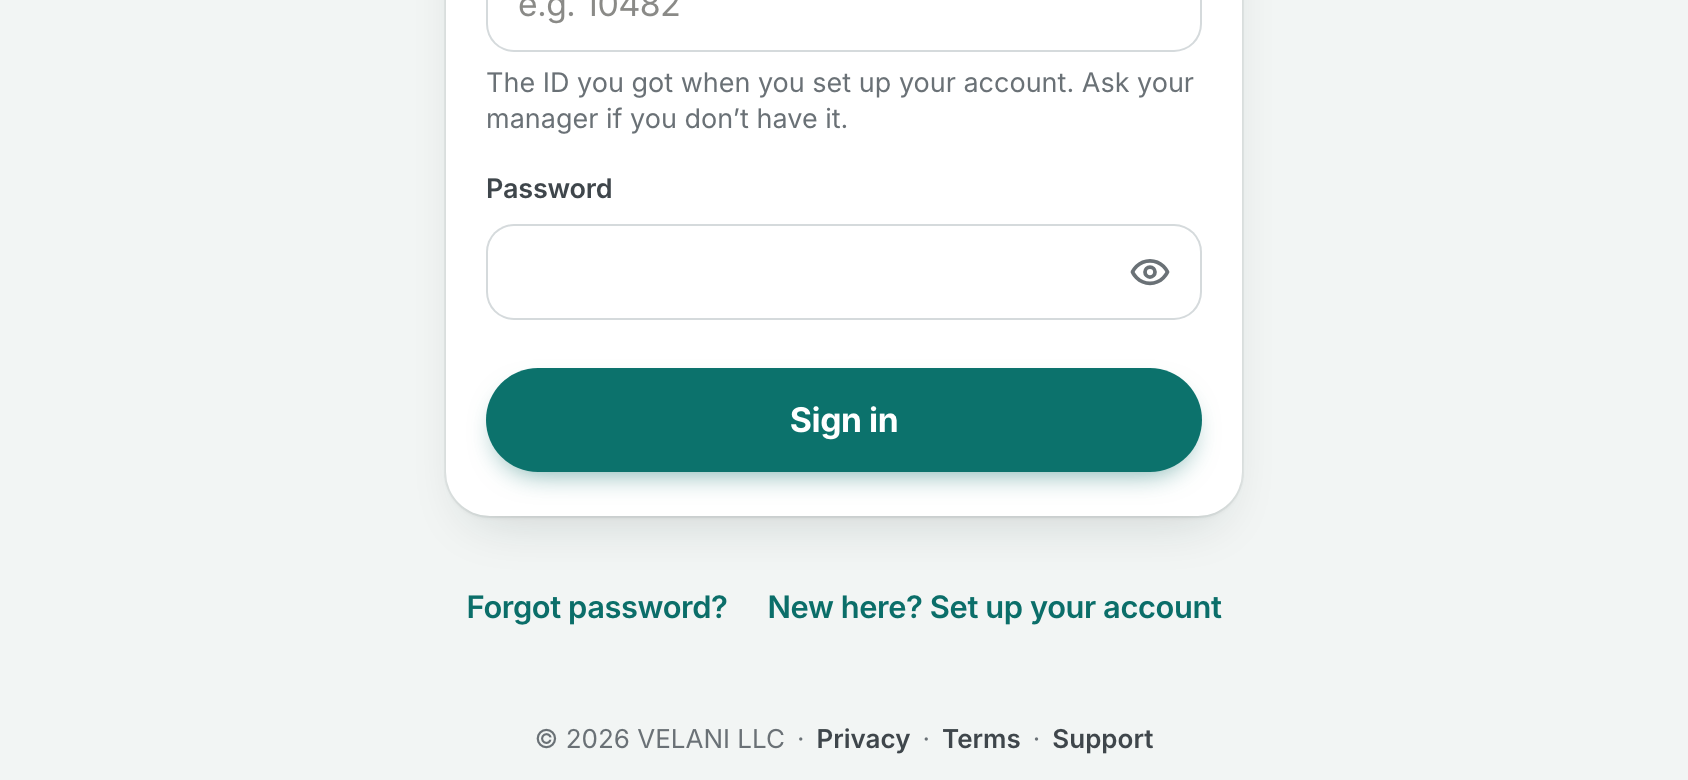 e.g. 10482
The ID you got when you set up your account. Ask your
manager if you don’t have it.
Password
Sign in
Forgot password? New here? Set up your account
© 2026 VELANI LLC · Privacy · Terms · Support